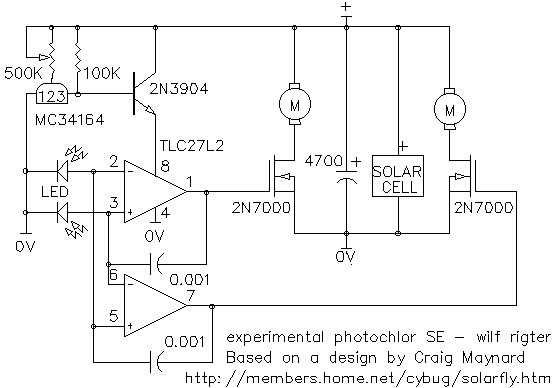 +
500K
100K
2N3904
123
MC34164
M
M
TLC27L2
8
2
LED
1
3
4
0V
0V
4700
+
+
SOLAR
CELL
2N7000
2N7000
0V
6
0.001
7
5
0.001
experimental photochlor SE - wilf rigter
Based on a design by Craig Maynard
http://members.home.net/cybug/solarfly.htm